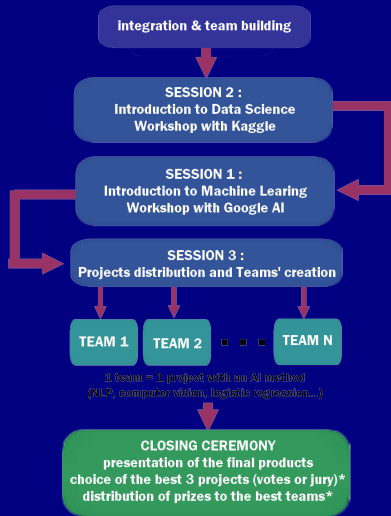 integration & team building
SESSION 2 :
Introduction to Data Science
Workshop with Kaggle
SESSION 1 :
Introduction to Machine Learing
Workshop with Google AI
SESSION 3 :
Projects distribution and Teams' creation
TEAM 1
TEAM 2
. . .
TEAM N
1 team = 1 project with an AI method
(NLP, computer vision, logistic regression...)
CLOSING CEREMONY
presentation of the final products
choice of the best 3 projects (votes or jury)*
distribution of prizes to the best teams*